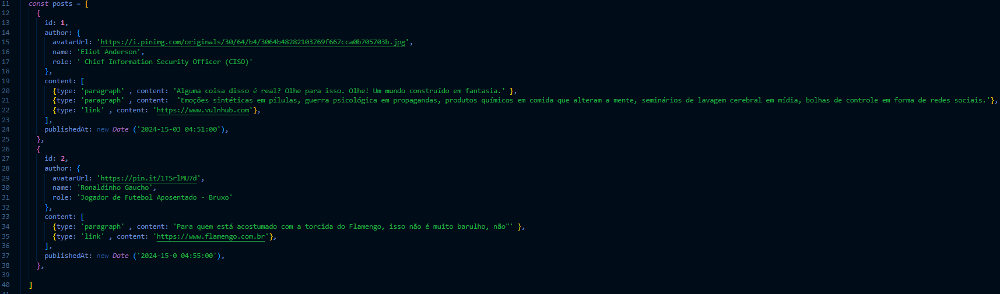 11 const posts = [
12 {
13 id: 1,
14 author: {
15 avatarUrl: 'https://i.pinimg.com/originals/30/64/b4/3064b48282103769f667cca0b705703b.jpg',
16 name: 'Eliot Anderson',
17 role: ' Chief Information Security Officer (CISO)'
18 },
19 content: [
20 {type: 'paragraph' , content: 'Alguma coisa disso é real? Olhe para isso. Olhe! Um mundo construído em fantasia.' },
21 {type: 'paragraph' , content:  'Emoções sintéticas em pílulas, guerra psicológica em propagandas, produtos químicos em comida que alteram a mente, seminários de lavagem cerebral em mídia, bolhas de controle em forma de redes sociais.'},
22 {type: 'link' , content: 'https://www.vulnhub.com'},
23 ],
24 publishedAt: new Date ('2024-15-03 04:51:00'),
25 },
26 {
27 id: 2,
28 author: {
29 avatarUrl: 'https://pin.it/1TSrlMU7d',
30 name: 'Ronaldinho Gaucho',
31 role: 'Jogador de Futebol Aposentado - Bruxo'
32 },
33 content: [
34 {type: 'paragraph' , content: 'Para quem está acostumado com a torcida do Flamengo, isso não é muito barulho, não"' },
35 {type: 'link' , content: 'https://www.flamengo.com.br'},
36 ],
37 publishedAt: new Date ('2024-15-0 04:55:00'),
38 },
39
40 ]